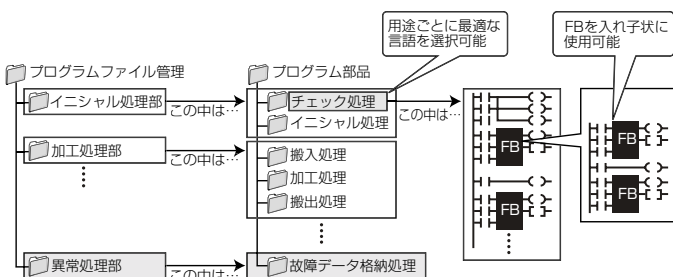 用途ごとに最適な
言語を選択可能
FBを入れ子状に
使用可能
プログラムファイル管理
プログラム部品
イニシャル処理部
この中は…
チェック処理
イニシャル処理
この中は…
加工処理部
この中は…
搬入処理
加工処理
搬出処理
FB
FB
FB
FB
異常処理部
この中は…
故障データ格納処理